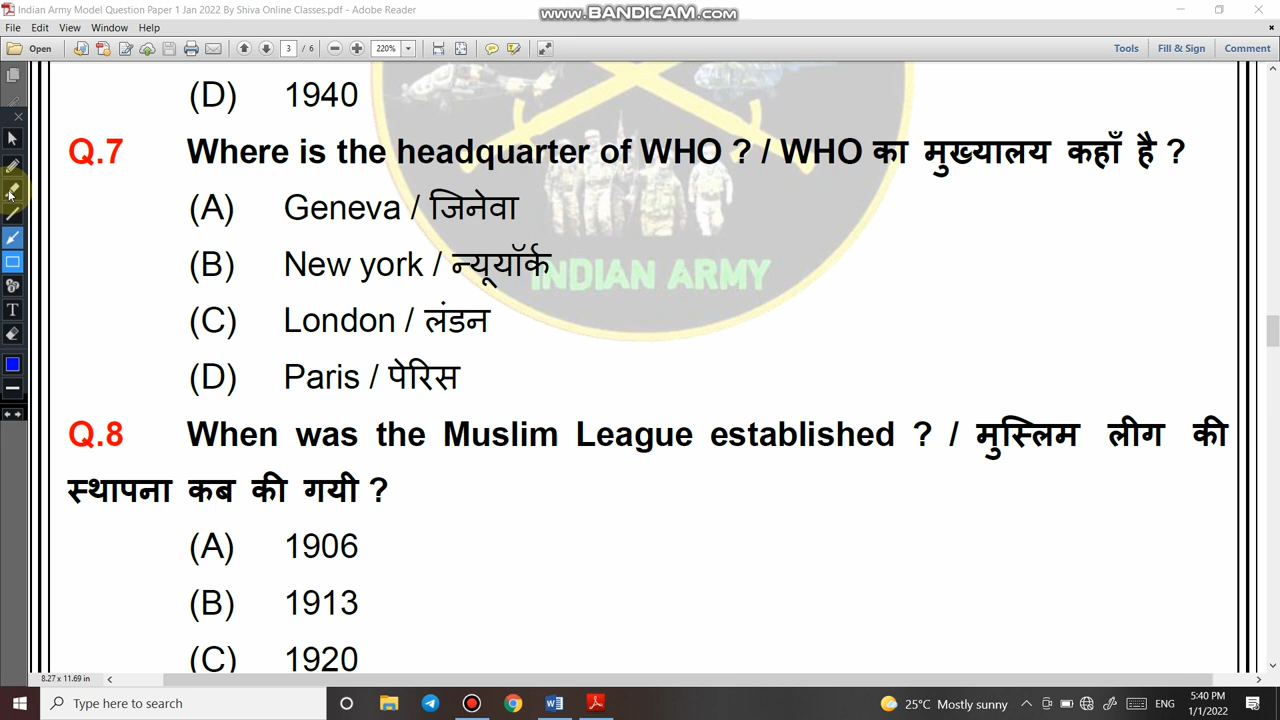 Indian Army Model Question Paper 1 Jan 2022 By Shiva Online Classes.pdf - Adobe Reader
www.BANDICAM.com
File Edit View Window Help
Open 3 / 6 220% Tools Fill & Sign Comment
(D) 1940
Q.7 Where is the headquarter of WHO ? / WHO का मुख्यालय कहाँ है ?
(A) Geneva / जिनेवा
(B) New york / न्यूयॉर्क
(C) London / लंडन
(D) Paris / पेरिस
INDIAN ARMY
Q.8 When was the Muslim League established ? / मुस्लिम लीग की
स्थापना कब की गयी ?
(A) 1906
(B) 1913
(C) 1920
8.27 x 11.69 in
Type here to search
25°C Mostly sunny ENG 5:40 PM
1/1/2022